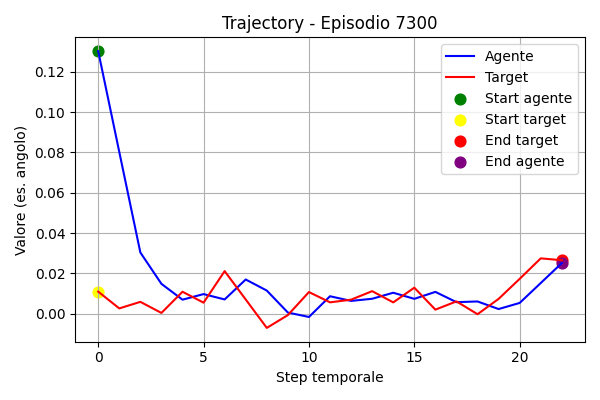 Trajectory - Episodio 7300
Valore (es. angolo)
0.12
0.10
0.08
0.06
0.04
0.02
0.00
Agente
Target
Start agente
Start target
End target
End agente
0 5 10 15 20
Step temporale